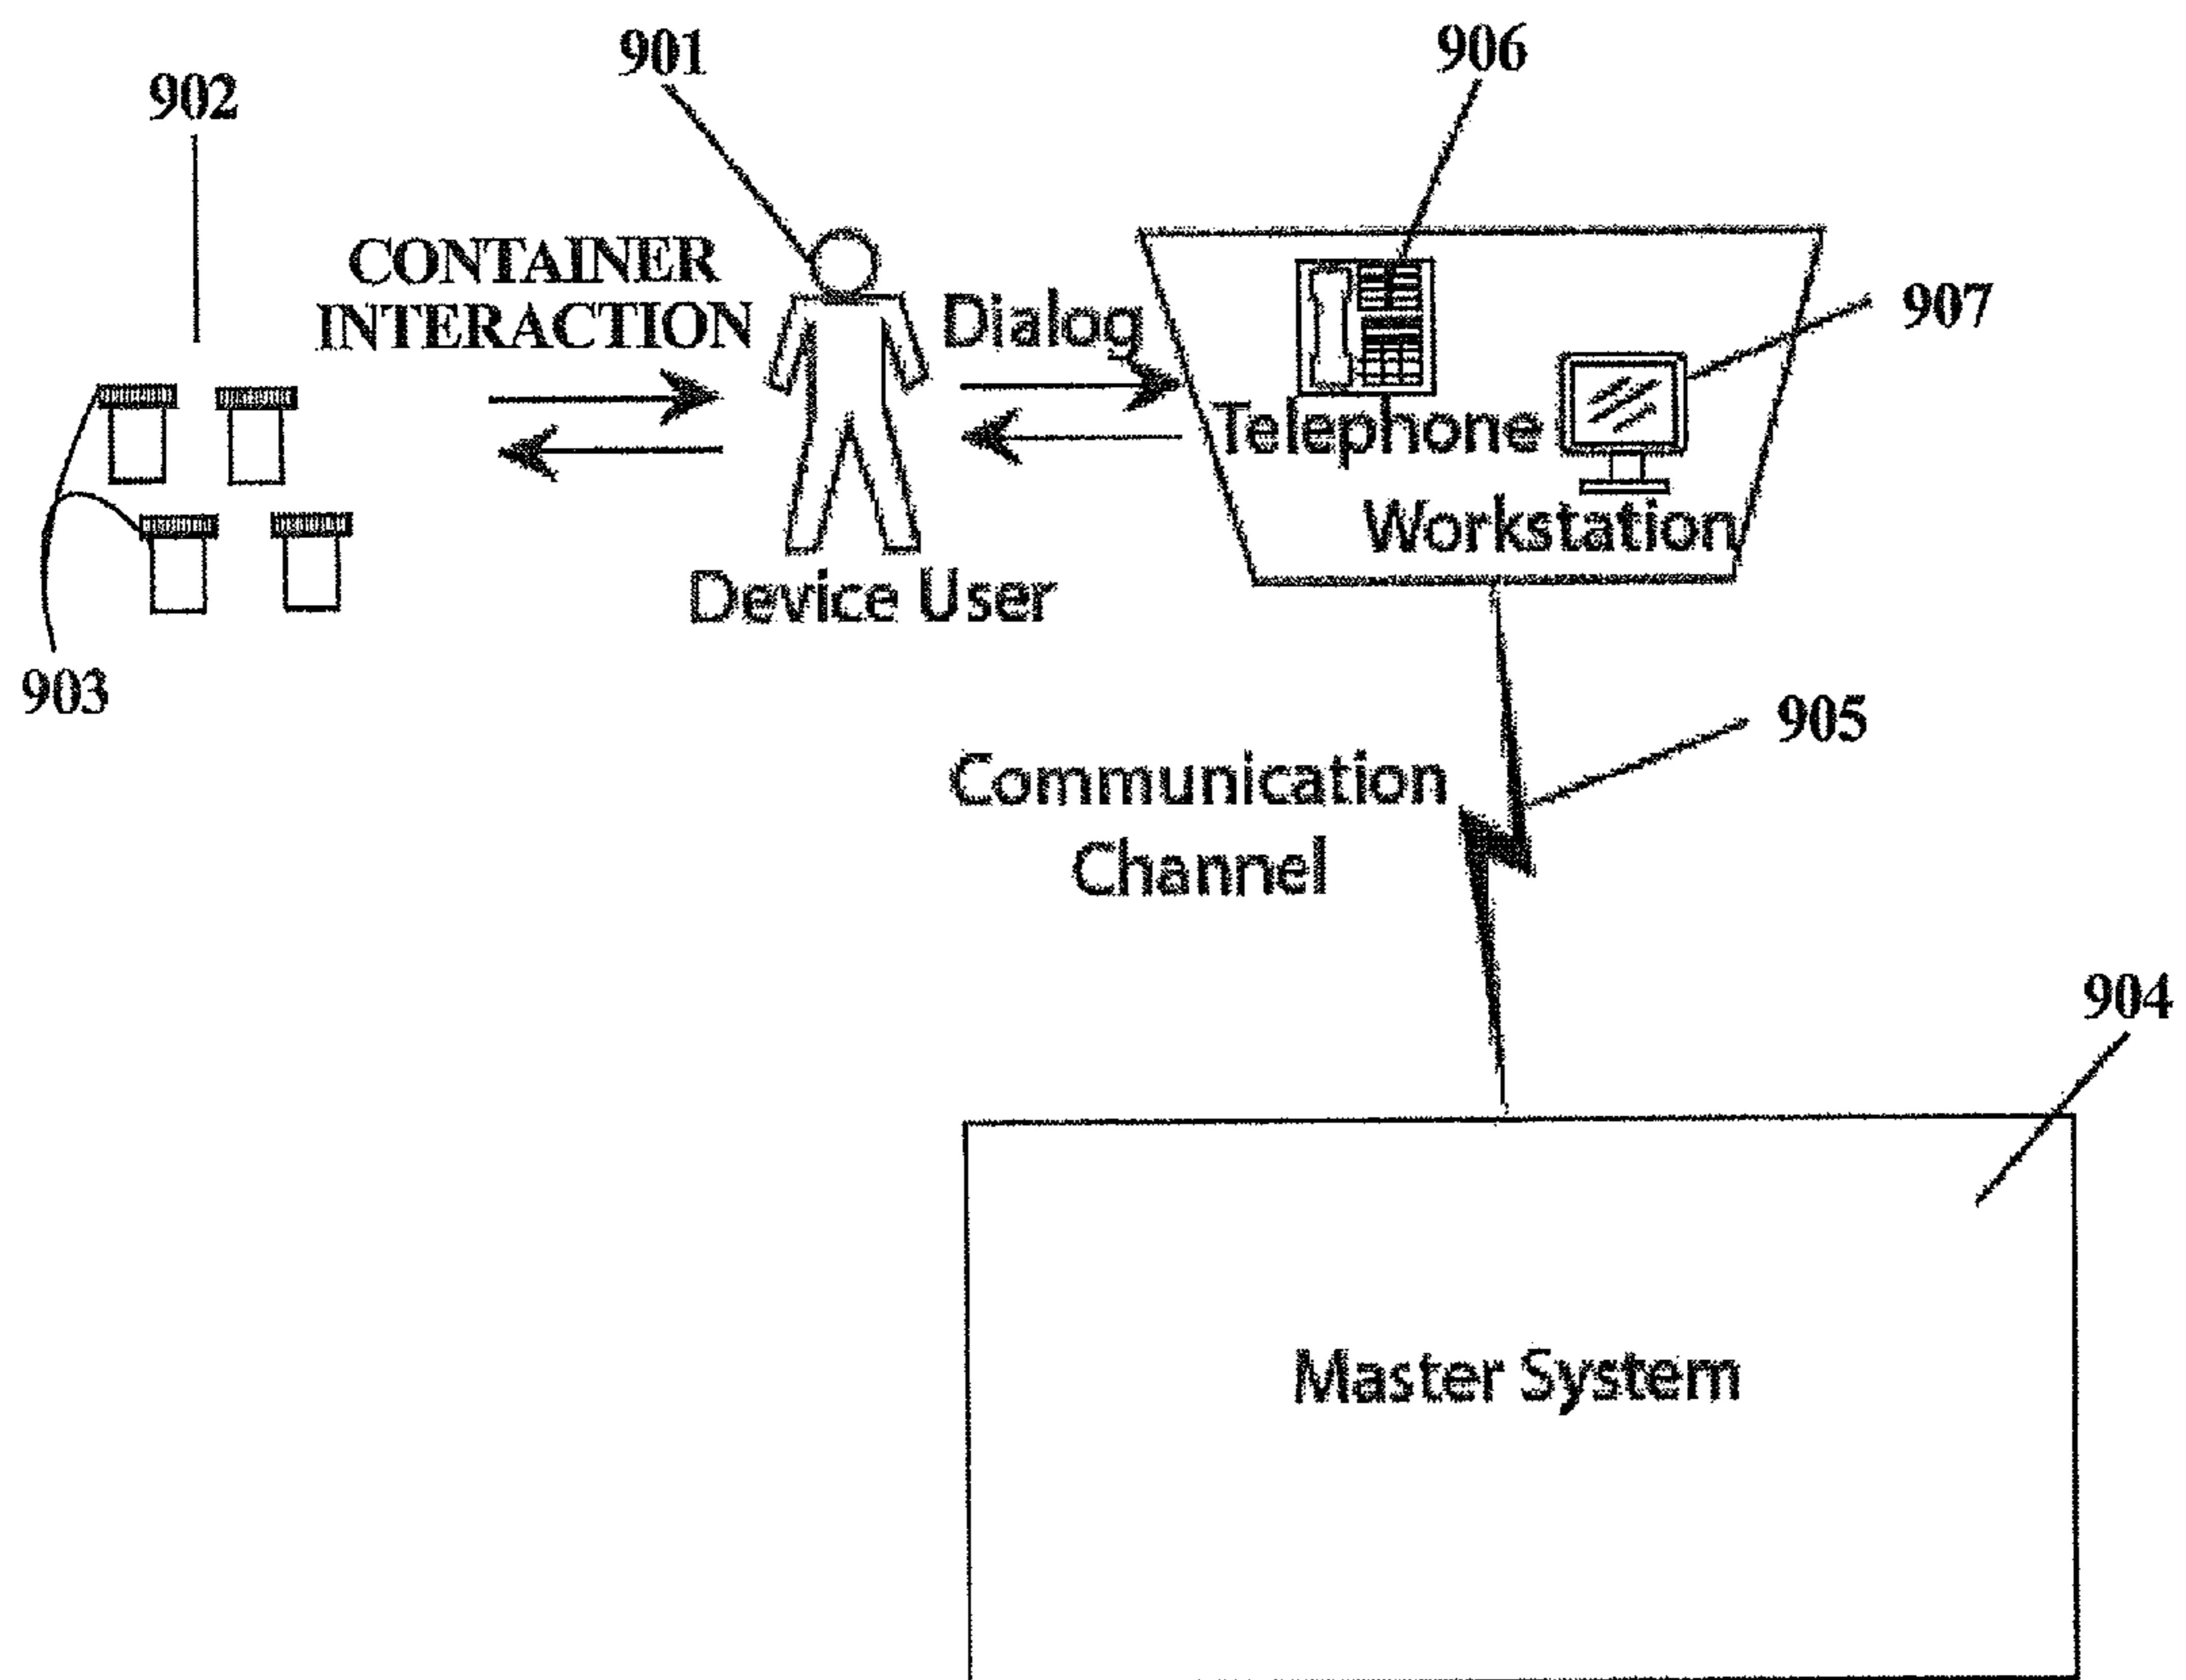 901
906
902
CONTAINER
INTERACTION
Dialog
907
Telephone
Workstation
Device User
903
905
Communication
Channel
904
Master System